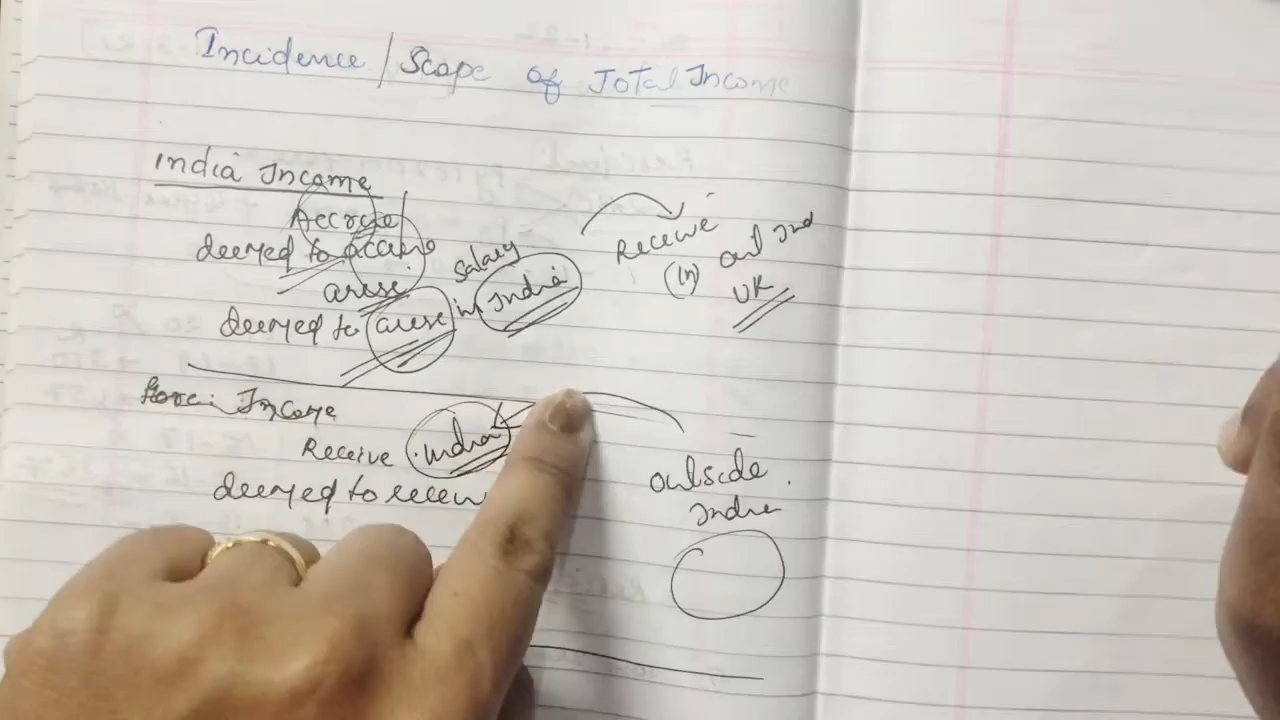 Incidence / Scope of Total Income
India Income
Accrue/
deemed to accrue
arise
deemed to arise in India
salary
Receive
(in) out Ind
UK
Income
Receive India
deemed to receiv
outside
India